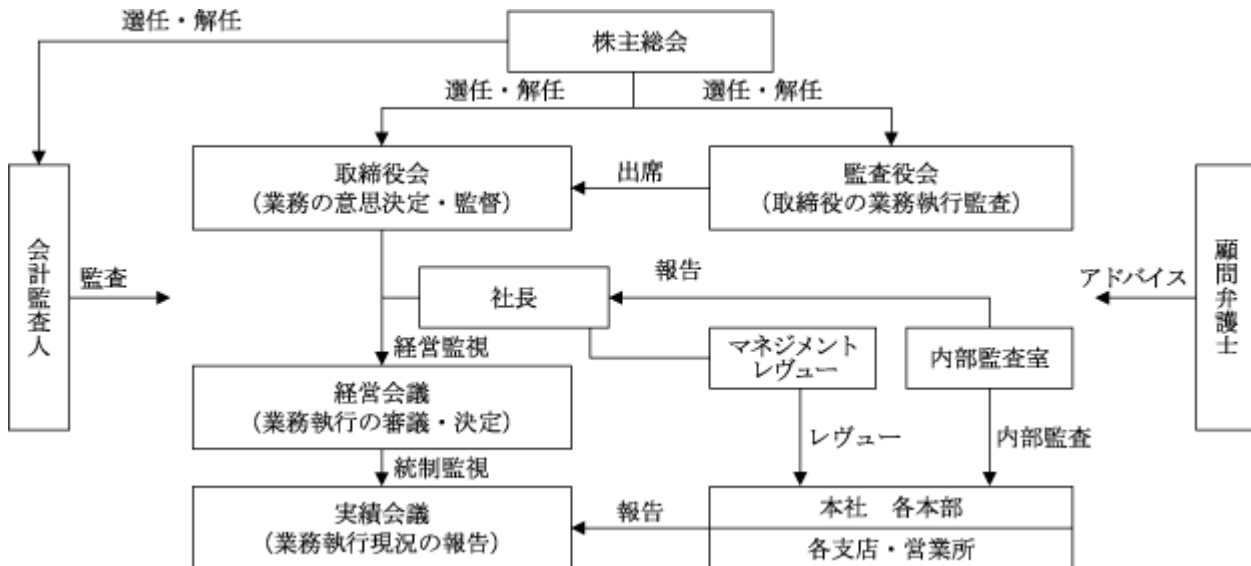 選任・解任
株主総会
選任・解任
選任・解任
取締役会
(業務の意思決定・監督)
出席
監査役会
(取締役の業務執行監査)
会計監査人
監査
社長
報告
アドバイス
顧問弁護士
経営監視
マネジメント
レヴュー
内部監査室
経営会議
(業務執行の審議・決定)
レヴュー
内部監査
統制監視
実績会議
(業務執行現況の報告)
報告
本社 各本部
各支店・営業所